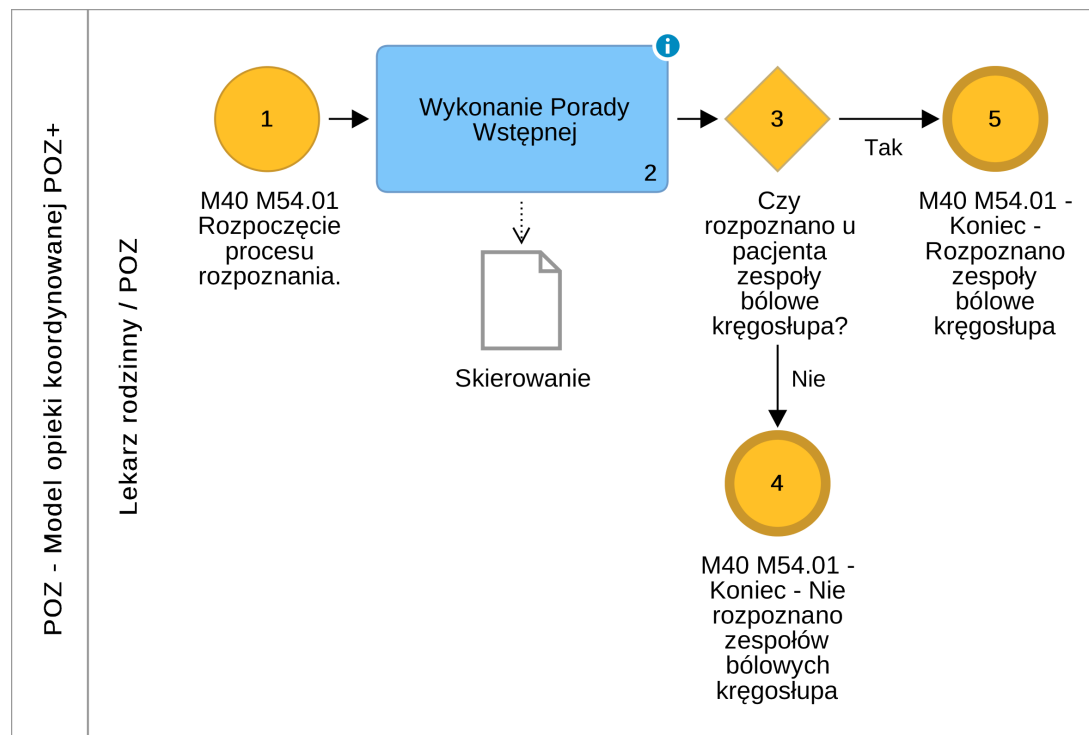 POZ - Model opieki koordynowanej POZ+
Lekarz rodzinny / POZ
1
M40 M54.01
Rozpoczęcie
procesu
rozpoznania.
i
Wykonanie Porady
Wstępnej
2
Skierowanie
3
Czy
rozpoznano u
pacjenta
zespoły
bólowe
kręgosłupa?
Tak
5
M40 M54.01 -
Koniec -
Rozpoznano
zespoły
bólowe
kręgosłupa
Nie
4
M40 M54.01 -
Koniec - Nie
rozpoznano
zespołów
bólowych
kręgosłupa